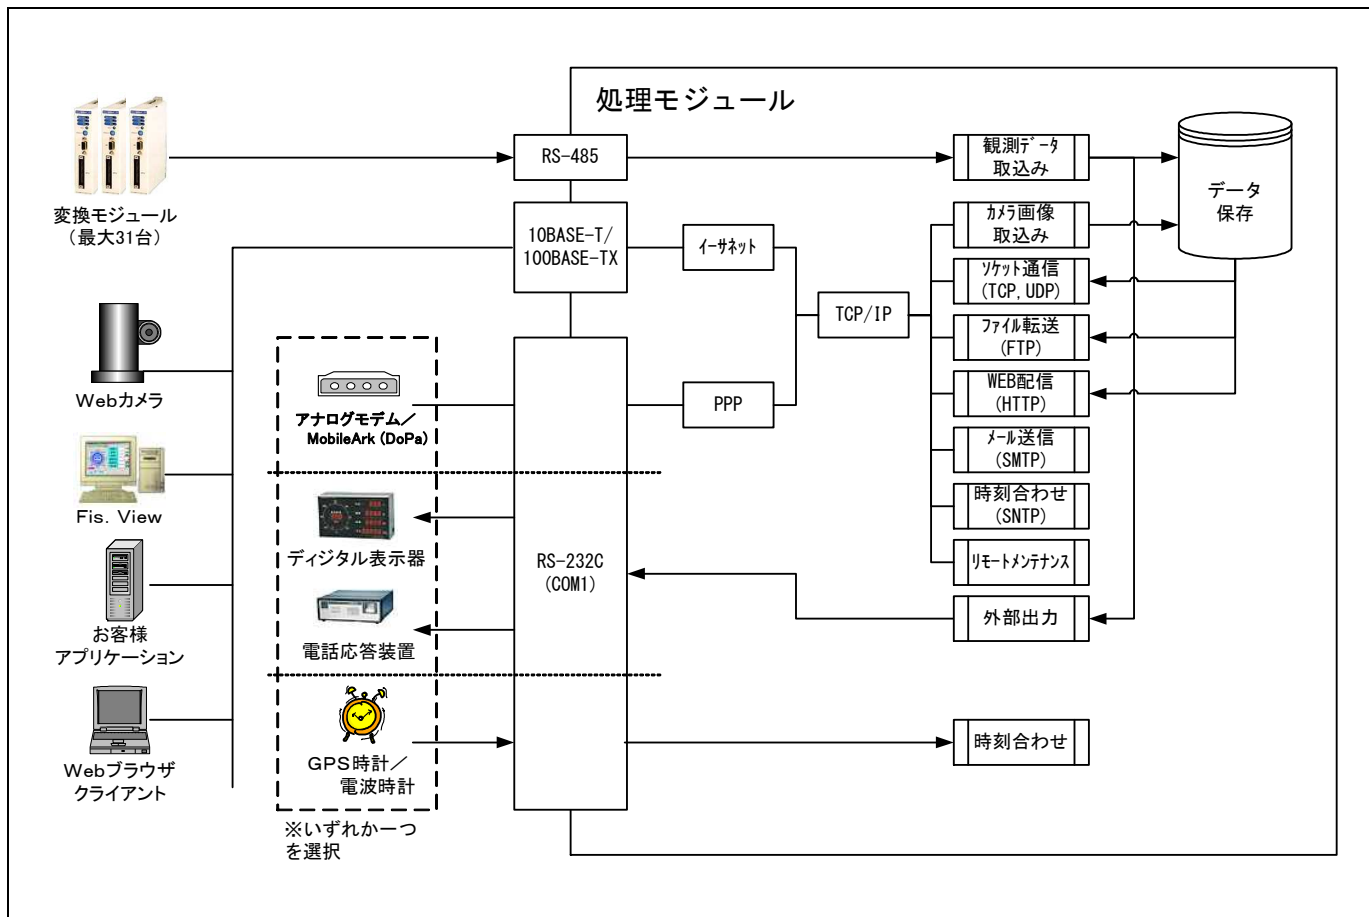 処理モジュール
変換モジュール
（最大31台）
RS-485
観測ﾃﾞｰﾀ
取込み
データ
保存
10BASE-T/
100BASE-TX
ｲｰｻﾈｯﾄ
ｶﾒﾗ画像
取込み
ｿｹｯﾄ通信
(TCP, UDP)
TCP/IP
ﾌｧｲﾙ転送
(FTP)
Webカメラ
アナログモデム／
MobileArk (DoPa)
PPP
WEB配信
(HTTP)
ﾒｰﾙ送信
(SMTP)
Fis. View
時刻合わせ
(SNTP)
ディジタル表示器
RS-232C
(COM1)
ﾘﾓｰﾄﾒﾝﾃﾅﾝｽ
お客様
アプリケーション
電話応答装置
外部出力
Webブラウザ
クライアント
GPS時計／
電波時計
時刻合わせ
※いずれか一つ
を選択